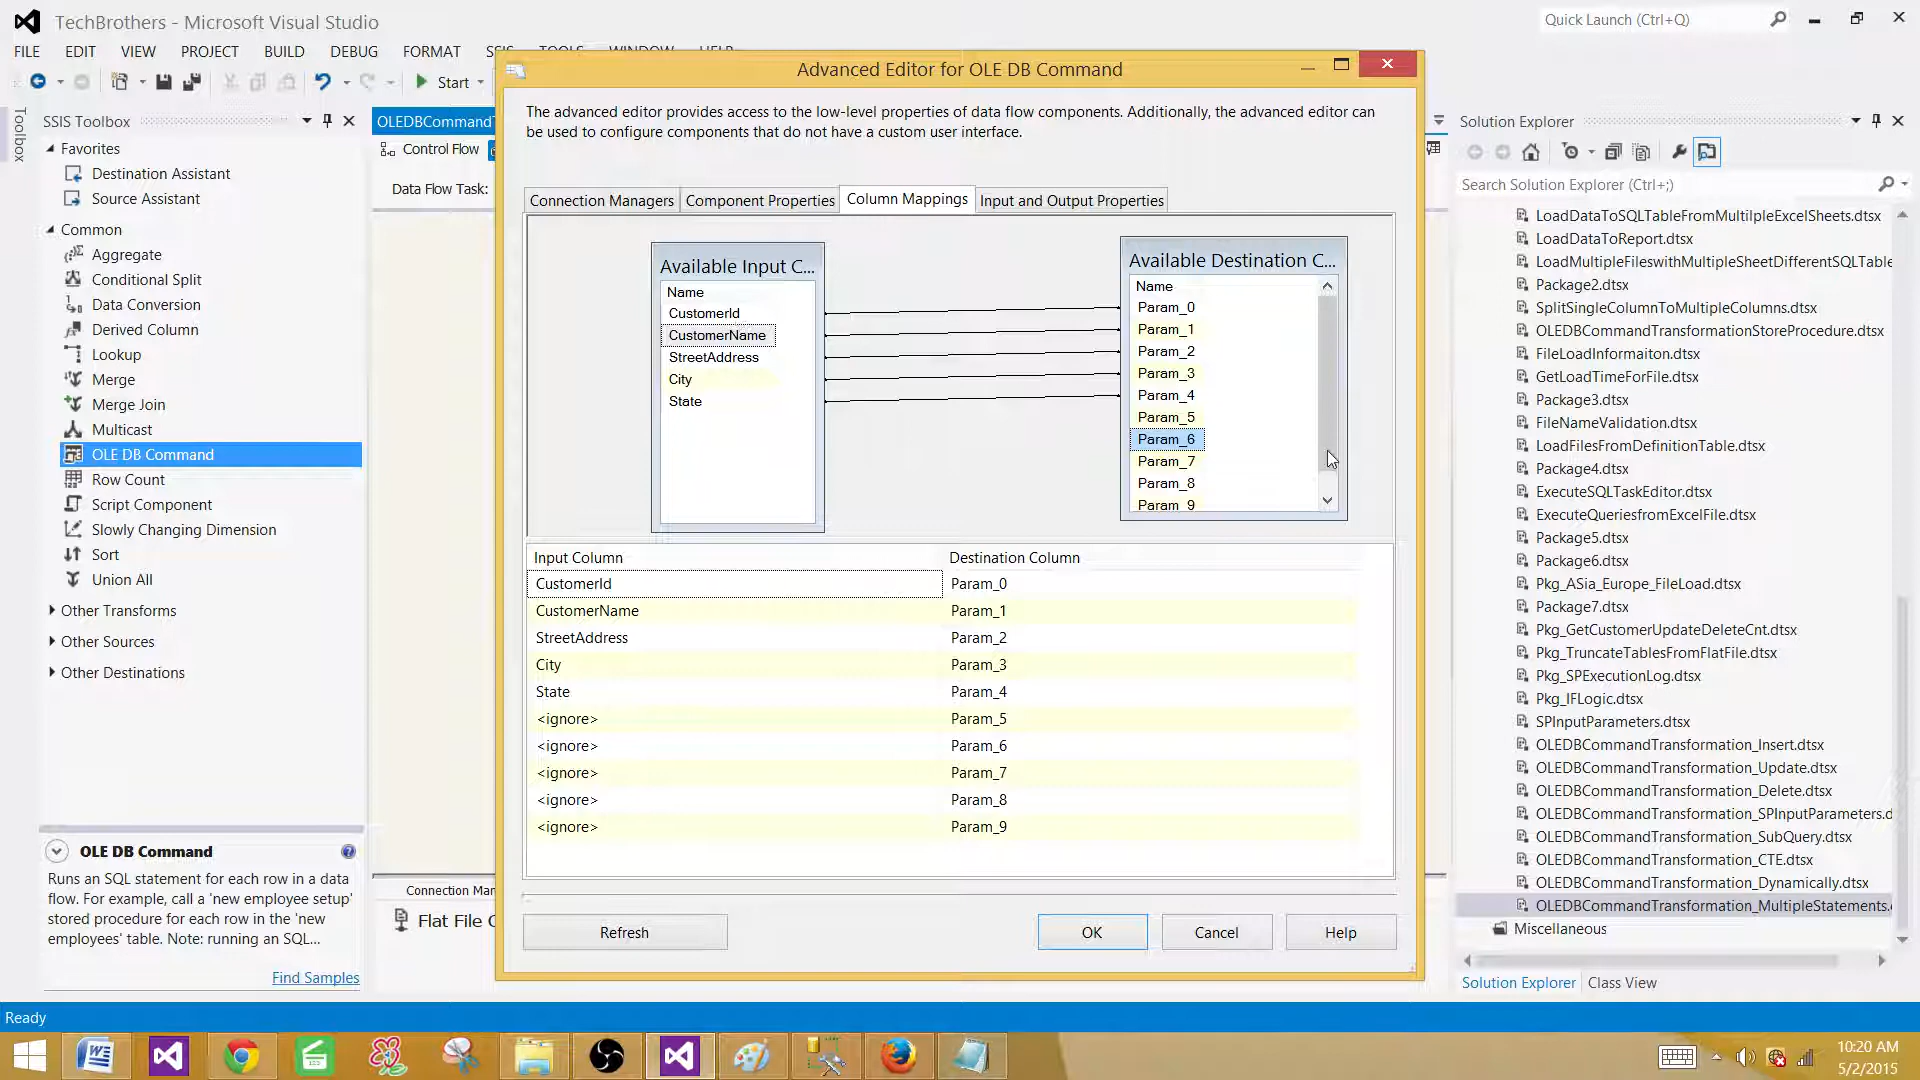 TechBrothers - Microsoft Visual Studio
Quick Launch (Ctrl+Q)
FILE EDIT VIEW PROJECT BUILD DEBUG FORMAT SSIS TOOLS WINDOW HELP
Start
Toolbox
SSIS Toolbox
Favorites
Destination Assistant
Source Assistant
Common
Aggregate
Conditional Split
Data Conversion
Derived Column
Lookup
Merge
Merge Join
Multicast
OLE DB Command
Row Count
Script Component
Slowly Changing Dimension
Sort
Union All
Other Transforms
Other Sources
Other Destinations
OLE DB Command
Runs an SQL statement for each row in a data
flow. For example, call a 'new employee setup'
stored procedure for each row in the 'new
employees' table. Note: running an SQL...
Find Samples
OLEDBCommandT
Control Flow
Data Flow Task:
Connection Mar
Flat File C
Advanced Editor for OLE DB Command
The advanced editor provides access to the low-level properties of data flow components. Additionally, the advanced editor can
be used to configure components that do not have a custom user interface.
Connection Managers Component Properties Column Mappings Input and Output Properties
Available Input C...
Name
CustomerId
CustomerName
StreetAddress
City
State
Available Destination C...
Name
Param_0
Param_1
Param_2
Param_3
Param_4
Param_5
Param_6
Param_7
Param_8
Param_9
Input Column Destination Column
CustomerId Param_0
CustomerName Param_1
StreetAddress Param_2
City Param_3
State Param_4
<ignore> Param_5
<ignore> Param_6
<ignore> Param_7
<ignore> Param_8
<ignore> Param_9
Refresh OK Cancel Help
Solution Explorer
Search Solution Explorer (Ctrl+;)
LoadDataToSQLTableFromMultilpleExcelSheets.dtsx
LoadDataToReport.dtsx
LoadMultipleFileswithMultipleSheetDifferentSQLTable
Package2.dtsx
SplitSingleColumnToMultipleColumns.dtsx
OLEDBCommandTransformationStoreProcedure.dtsx
FileLoadInformaiton.dtsx
GetLoadTimeForFile.dtsx
Package3.dtsx
FileNameValidation.dtsx
LoadFilesFromDefinitionTable.dtsx
Package4.dtsx
ExecuteSQLTaskEditor.dtsx
ExecuteQueriesfromExcelFile.dtsx
Package5.dtsx
Package6.dtsx
Pkg_ASia_Europe_FileLoad.dtsx
Package7.dtsx
Pkg_GetCustomerUpdateDeleteCnt.dtsx
Pkg_TruncateTablesFromFlatFile.dtsx
Pkg_SPExecutionLog.dtsx
Pkg_IFLogic.dtsx
SPInputParameters.dtsx
OLEDBCommandTransformation_Insert.dtsx
OLEDBCommandTransformation_Update.dtsx
OLEDBCommandTransformation_Delete.dtsx
OLEDBCommandTransformation_SPInputParameters.d
OLEDBCommandTransformation_SubQuery.dtsx
OLEDBCommandTransformation_CTE.dtsx
OLEDBCommandTransformation_Dynamically.dtsx
OLEDBCommandTransformation_MultipleStatements.
Miscellaneous
Solution Explorer Class View
Ready
10:20 AM
5/2/2015